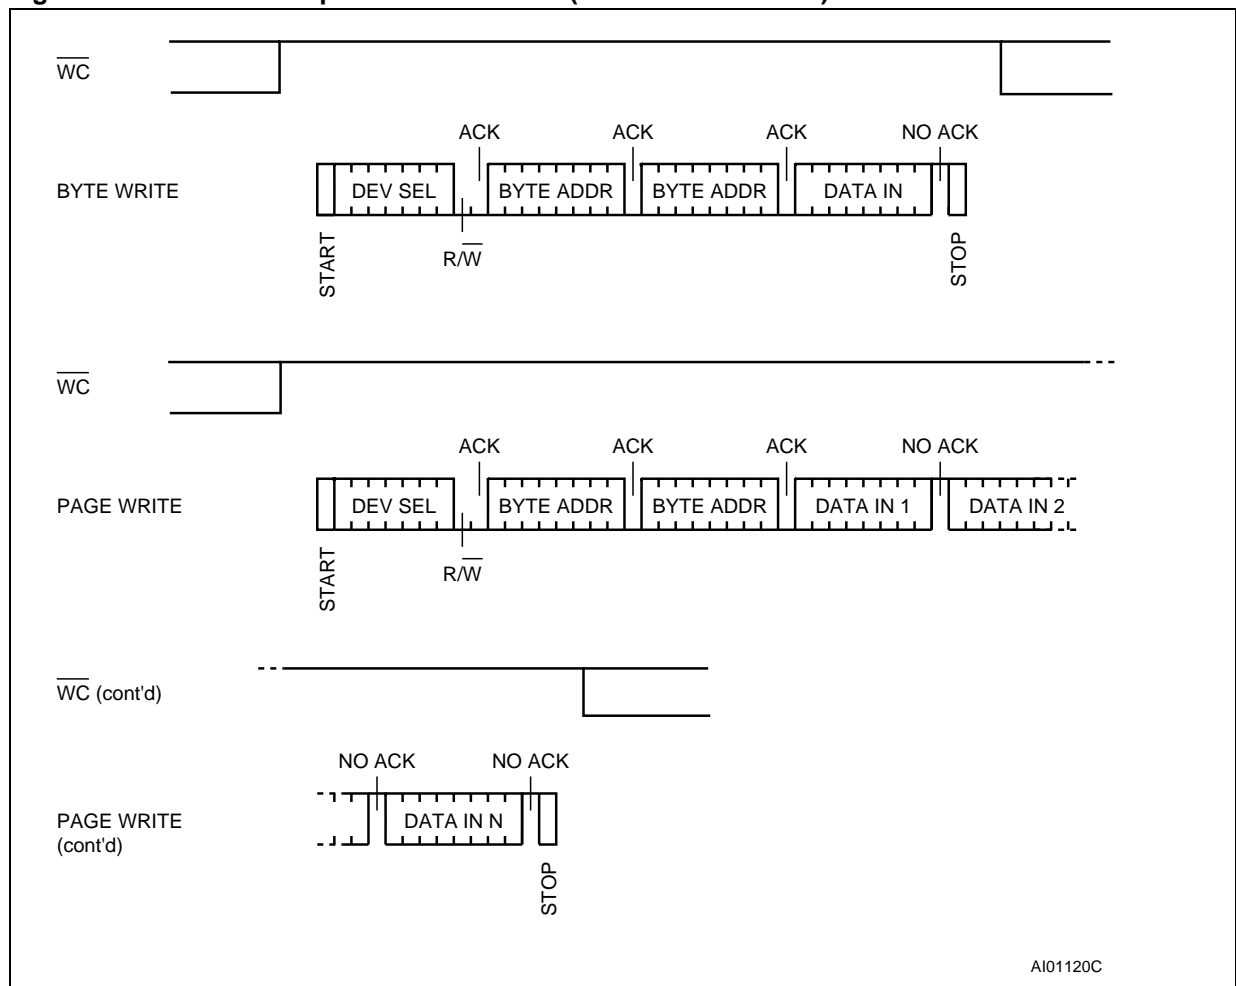 WC
ACK ACK ACK NO ACK
BYTE WRITE DEV SEL BYTE ADDR BYTE ADDR DATA IN
R/W
START STOP
WC
ACK ACK ACK NO ACK
PAGE WRITE DEV SEL BYTE ADDR BYTE ADDR DATA IN 1 DATA IN 2
R/W
START
WC (cont'd)
NO ACK NO ACK
PAGE WRITE DATA IN N
(cont'd)
STOP
AI01120C